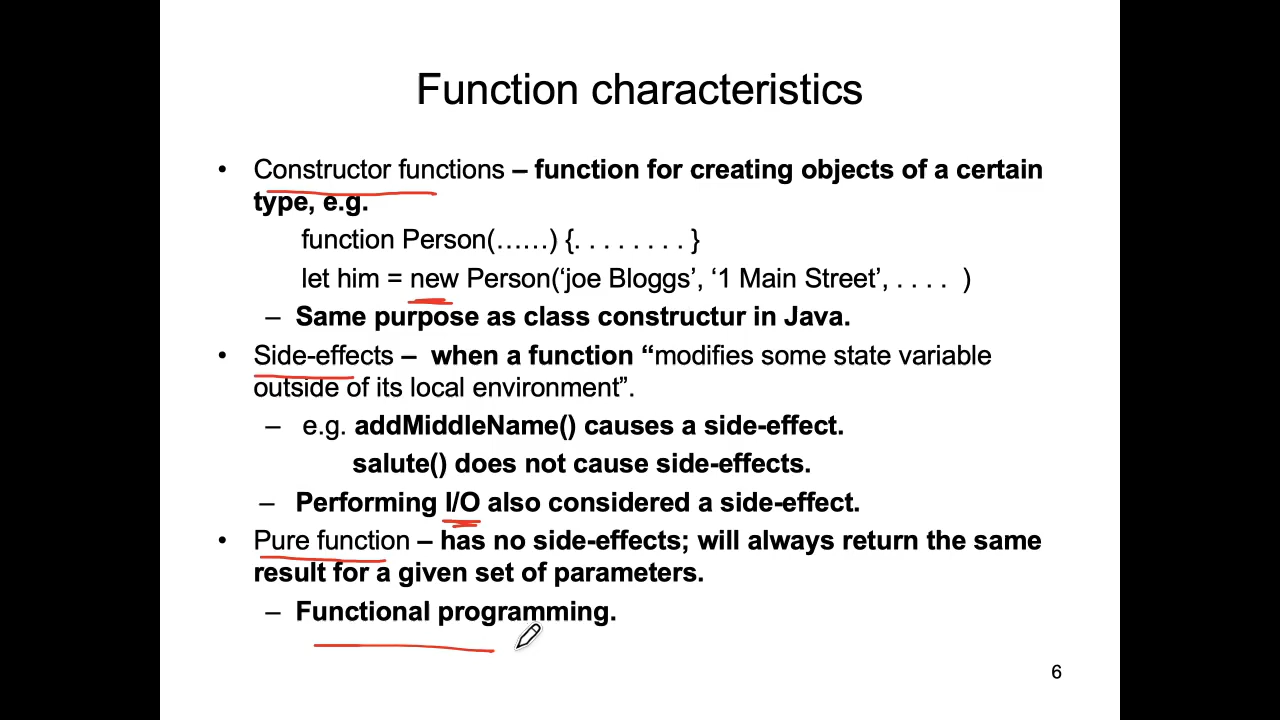 Function characteristics
• Constructor functions – function for creating objects of a certain
type, e.g.
function Person(……) {. . . . . . . . }
let him = new Person(‘joe Bloggs’, ‘1 Main Street’, . . . .  )
– Same purpose as class constructur in Java.
• Side-effects –  when a function “modifies some state variable
outside of its local environment”.
– e.g. addMiddleName() causes a side-effect.
salute() does not cause side-effects.
– Performing I/O also considered a side-effect.
• Pure function – has no side-effects; will always return the same
result for a given set of parameters.
– Functional programming.
6